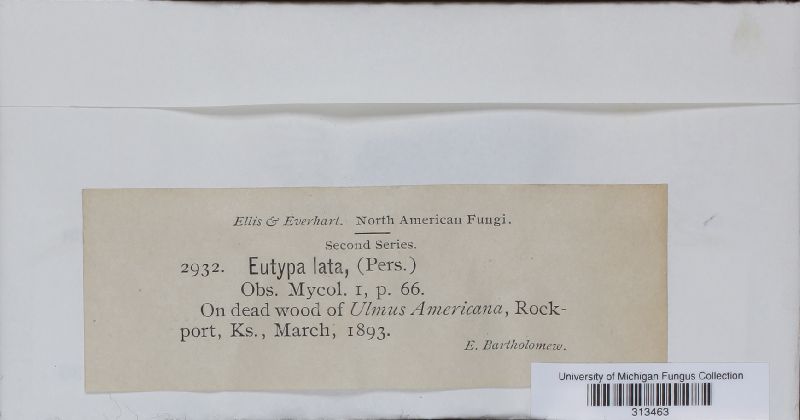 Ellis & Everhart. North American Fungi.
Second Series.
2932. Eutypa lata, (Pers.)
Obs. Mycol. 1, p. 66.
On dead wood of Ulmus Americana, Rock-
port, Ks., March, 1893.
E. Bartholomew.
University of Michigan Fungus Collection
313463